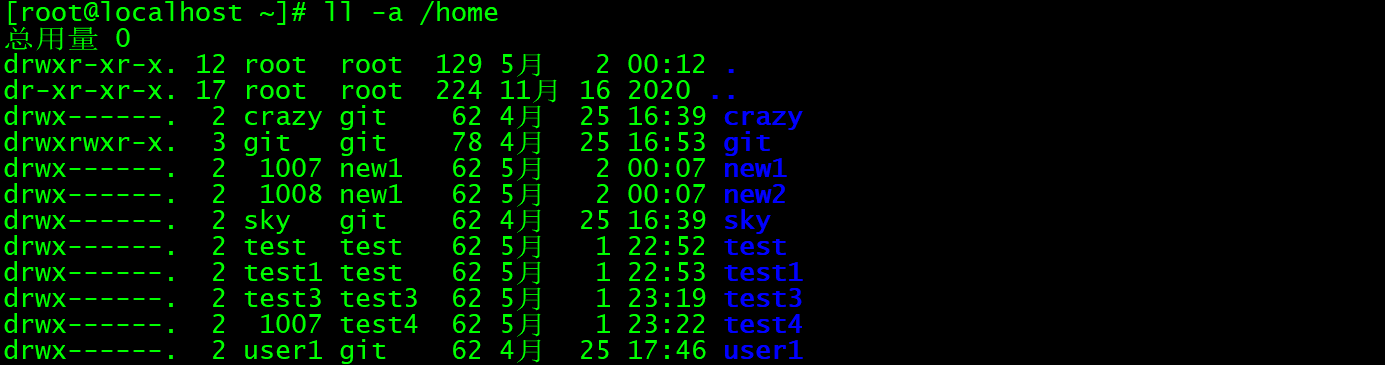 [root@localhost ~]# ll -a /home
总用量 0
drwxr-xr-x. 12 root  root  129 5月   2 00:12 .
dr-xr-xr-x. 17 root  root  224 11月 16 2020 ..
drwx------.  2 crazy git    62 4月  25 16:39 crazy
drwxrwxr-x.  3 git   git    78 4月  25 16:53 git
drwx------.  2  1007 new1   62 5月   2 00:07 new1
drwx------.  2  1008 new1   62 5月   2 00:07 new2
drwx------.  2 sky   git    62 4月  25 16:39 sky
drwx------.  2 test  test   62 5月   1 22:52 test
drwx------.  2 test1 test   62 5月   1 22:53 test1
drwx------.  2 test3 test3  62 5月   1 23:19 test3
drwx------.  2  1007 test4  62 5月   1 23:22 test4
drwx------.  2 user1 git    62 4月  25 17:46 user1